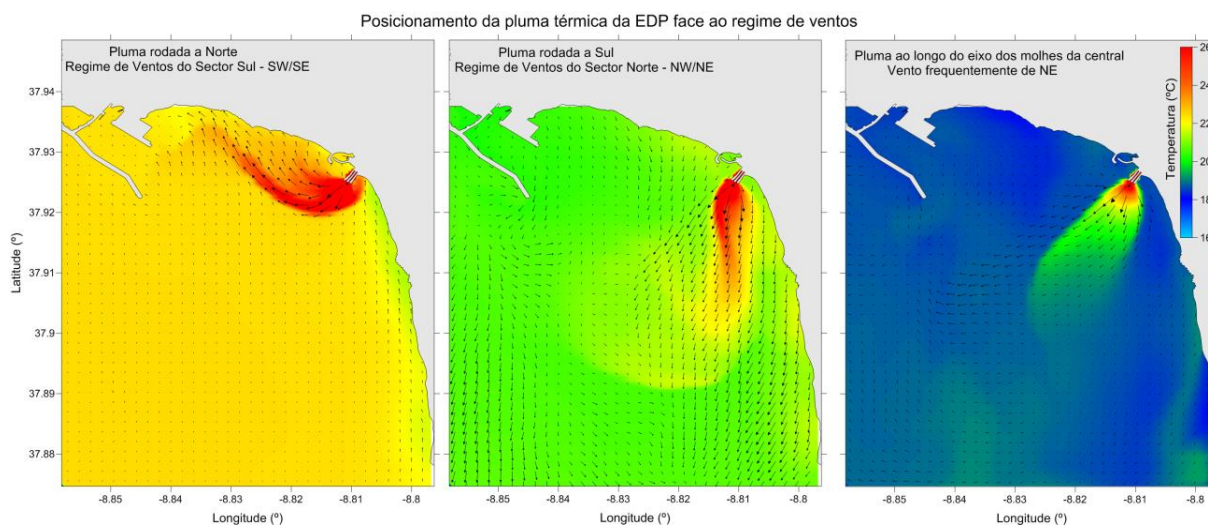 Posicionamento da pluma térmica da EDP face ao regime de ventos
Pluma rodada a Norte
Regime de Ventos do Sector Sul - SW/SE
Pluma rodada a Sul
Regime de Ventos do Sector Norte - NW/NE
Pluma ao longo do eixo dos molhes da central
Vento frequentemente de NE
26
24
22
20
18
16
Temperatura (ºC)
Latitude (º)
37.94
37.93
37.92
37.91
37.9
37.89
37.88
-8.85 -8.84 -8.83 -8.82 -8.81 -8.8
Longitude (º)
-8.85 -8.84 -8.83 -8.82 -8.81 -8.8
Longitude (º)
-8.85 -8.84 -8.83 -8.82 -8.81 -8.8
Longitude (º)